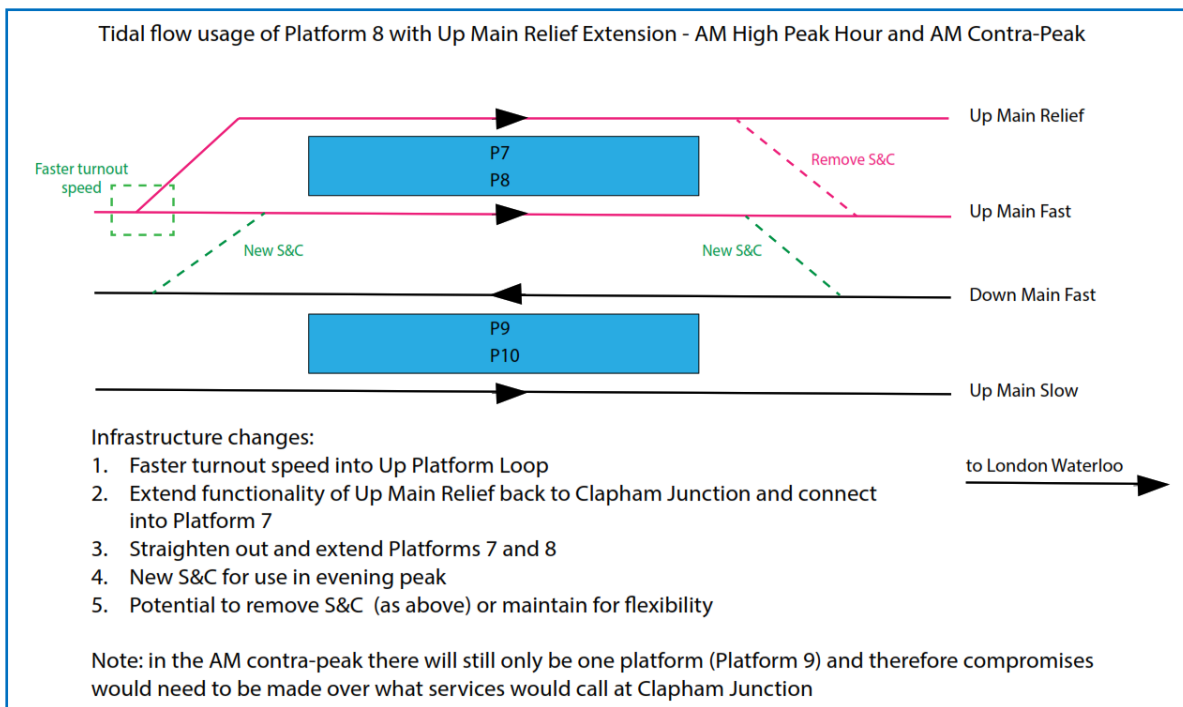 Tidal flow usage of Platform 8 with Up Main Relief Extension - AM High Peak Hour and AM Contra-Peak
Up Main Relief
P7
P8
Remove S&C
Faster turnout
speed
Up Main Fast
New S&C
New S&C
Down Main Fast
P9
P10
Up Main Slow
Infrastructure changes:
1. Faster turnout speed into Up Platform Loop
2. Extend functionality of Up Main Relief back to Clapham Junction and connect
into Platform 7
3. Straighten out and extend Platforms 7 and 8
4. New S&C for use in evening peak
5. Potential to remove S&C (as above) or maintain for flexibility
to London Waterloo
Note: in the AM contra-peak there will still only be one platform (Platform 9) and therefore compromises
would need to be made over what services would call at Clapham Junction